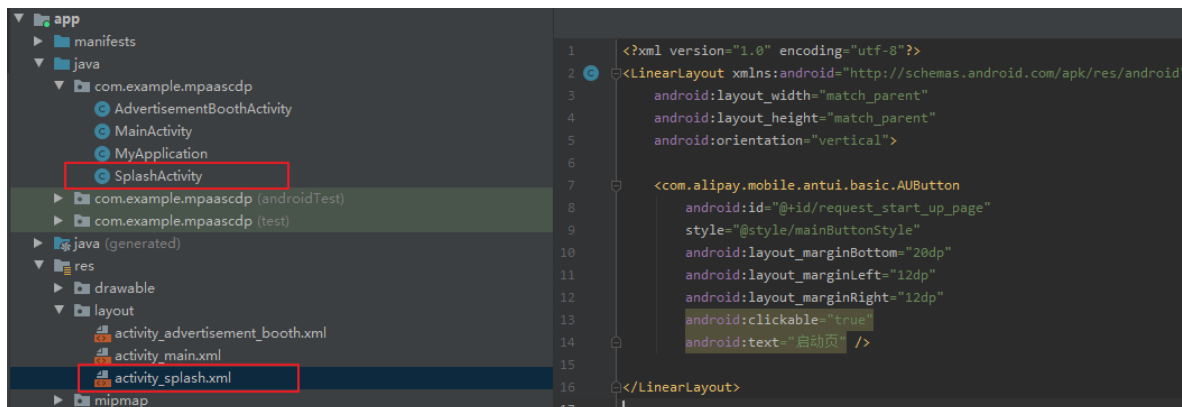 app
manifests
java
com.example.mpaascdp
AdvertisementBoothActivity
MainActivity
MyApplication
SplashActivity
com.example.mpaascdp (androidTest)
com.example.mpaascdp (test)
java (generated)
res
drawable
layout
activity_advertisement_booth.xml
activity_main.xml
activity_splash.xml
mipmap
1 <?xml version="1.0" encoding="utf-8"?>
2 <LinearLayout xmlns:android="http://schemas.android.com/apk/res/android"
3 android:layout_width="match_parent"
4 android:layout_height="match_parent"
5 android:orientation="vertical">
6
7 <com.alipay.mobile.antui.basic.AUButton
8 android:id="@+id/request_start_up_page"
9 style="@style/mainButtonStyle"
10 android:layout_marginBottom="20dp"
11 android:layout_marginLeft="12dp"
12 android:layout_marginRight="12dp"
13 android:clickable="true"
14 android:text="启动页" />
15
16 </LinearLayout>
17